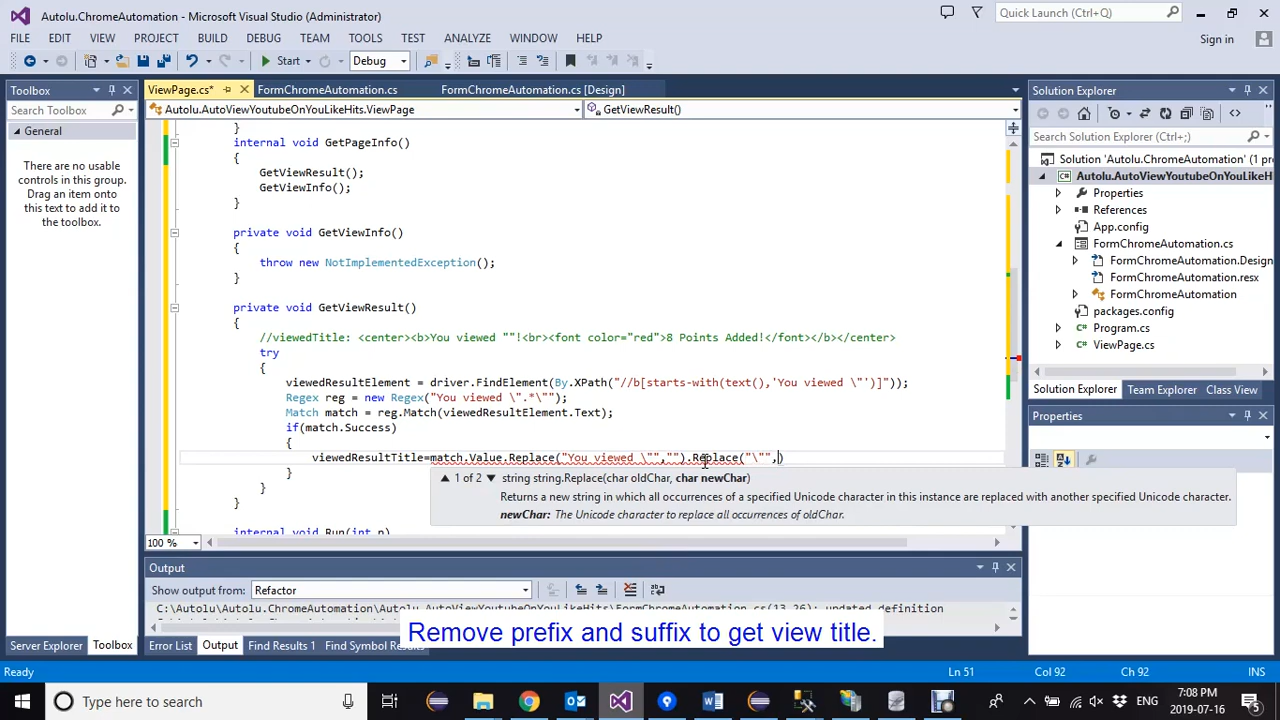 Autolu.ChromeAutomation - Microsoft Visual Studio (Administrator)
Quick Launch (Ctrl+Q)
FILE EDIT VIEW PROJECT BUILD DEBUG TEAM TOOLS TEST ANALYZE WINDOW HELP
Sign in
Start Debug
Toolbox
ViewPage.cs* FormChromeAutomation.cs FormChromeAutomation.cs [Design]
Solution Explorer
Search Toolbox
Autolu.AutoViewYoutubeOnYouLikeHits.ViewPage GetViewResult()
General
There are no usable
controls in this group.
Drag an item onto
this text to add it to
the toolbox.
}
internal void GetPageInfo()
{
GetViewResult();
GetViewInfo();
}
private void GetViewInfo()
{
throw new NotImplementedException();
}
private void GetViewResult()
{
//viewedTitle: <center><b>You viewed ""!<br><font color="red">8 Points Added!</font></b></center>
try
{
viewedResultElement = driver.FindElement(By.XPath("//b[starts-with(text(),'You viewed \"')]"));
Regex reg = new Regex("You viewed \".*\"");
Match match = reg.Match(viewedResultElement.Text);
if(match.Success)
{
viewedResultTitle=match.Value.Replace("You viewed \"","").Replace("\"",)
}
}
}
internal void Run(int n)
1 of 2 string string.Replace(char oldChar, char newChar)
Returns a new string in which all occurrences of a specified Unicode character in this instance are replaced with another specified Unicode character.
newChar: The Unicode character to replace all occurrences of oldChar.
100 %
Search Solution Explorer (Ctrl+;)
Solution 'Autolu.ChromeAutomation' (1 p
Autolu.AutoViewYoutubeOnYouLikeH
Properties
References
App.config
FormChromeAutomation.cs
FormChromeAutomation.Design
FormChromeAutomation.resx
FormChromeAutomation
packages.config
Program.cs
ViewPage.cs
Solution Explorer Team Explorer Class View
Properties
Output
Show output from: Refactor
C:\Autolu\Autolu.ChromeAutomation\Autolu.AutoViewYoutubeOnYouLikeHits\FormChromeAutomation.cs(13,26): updated definition
Remove prefix and suffix to get view title.
Server Explorer Toolbox Error List Output Find Results 1 Find Symbol Results
Ready
Ln 51 Col 92 Ch 92 INS
Type here to search
ENG
7:08 PM
2019-07-16